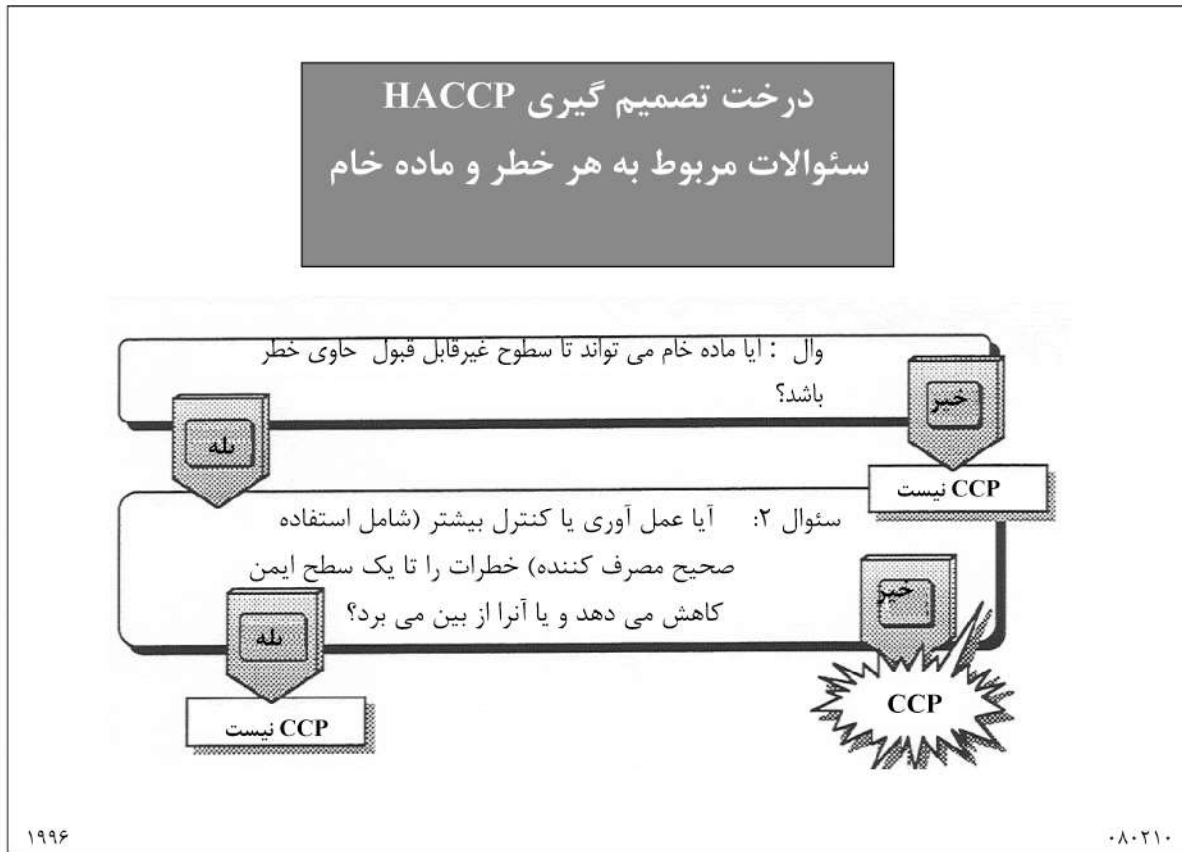 درخت تصمیم گیری HACCP
سئوالات مربوط به هر خطر و ماده خام
وال : آیا ماده خام می تواند تا سطوح غیرقابل قبول حاوی خطر
باشد؟
خیر
بله
CCP نیست
سئوال ۲: آیا عمل آوری یا کنترل بیشتر (شامل استفاده
صحیح مصرف کننده) خطرات را تا یک سطح ایمن
کاهش می دهد و یا آنرا از بین می برد؟
خیر
بله
CCP
CCP نیست
۱۹۹۶
۰۸۰۲۱۰